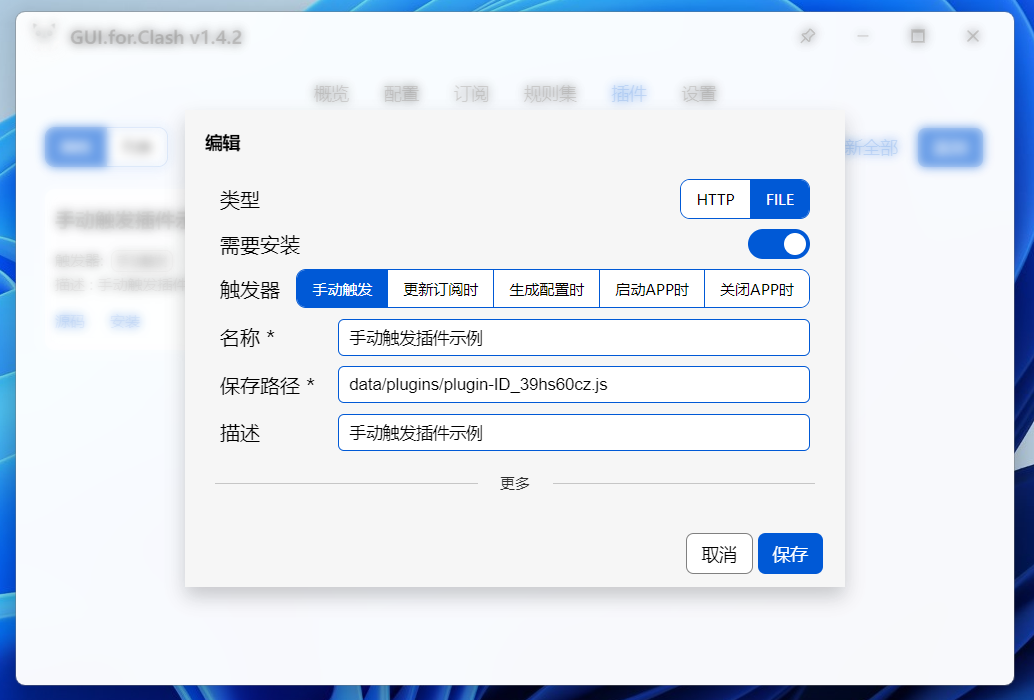 GUI.for.Clash v1.4.2
概览 配置 订阅 规则集 插件 设置
新全部
编辑
手动触发插件示
类型 HTTP FILE
需要安装
触发器 手动触发 更新订阅时 生成配置时 启动APP时 关闭APP时
名称 * 手动触发插件示例
保存路径 * data/plugins/plugin-ID_39hs60cz.js
描述 手动触发插件示例
更多
取消 保存